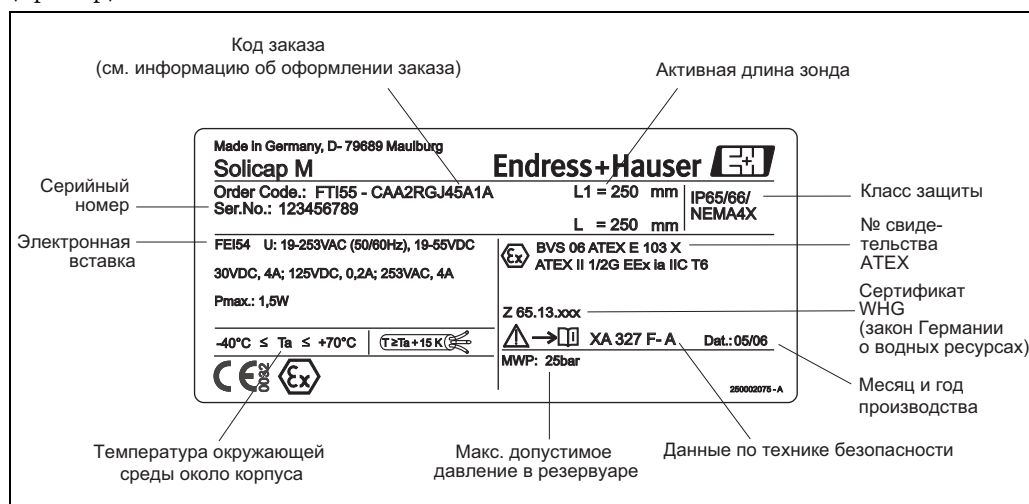 Код заказа
(см. информацию об оформлении заказа)
Активная длина зонда
Made in Germany, D- 79689 Maulburg
Solicap M
Endress+Hauser
EH
Серийный
номер
Order Code.: FTI55 - CAA2RGJ45A1A
Ser.No.: 123456789
L1 = 250 mm
L = 250 mm
IP65/66/
NEMA4X
Класс защиты
Электронная
вставка
FEI54 U: 19-253VAC (50/60Hz), 19-55VDC
30VDC, 4A; 125VDC, 0,2A; 253VAC, 4A
Pmax.: 1,5W
Ex
BVS 06 ATEX E 103 X
ATEX II 1/2G EEx ia IIC T6
№ свиде-
тельства
ATEX
Z 65.13.xxx
Сертификат
WHG
(закон Германии
о водных ресурсах)
-40°C ≤ Ta ≤ +70°C
T≥Ta+15 K
XA 327 F- A
Dat.: 05/06
CE 0032
Ex
MWP: 25bar
250002075 - A
Месяц и год
производства
Температура окружающей
среды около корпуса
Макс. допустимое
давление в резервуаре
Данные по технике безопасности